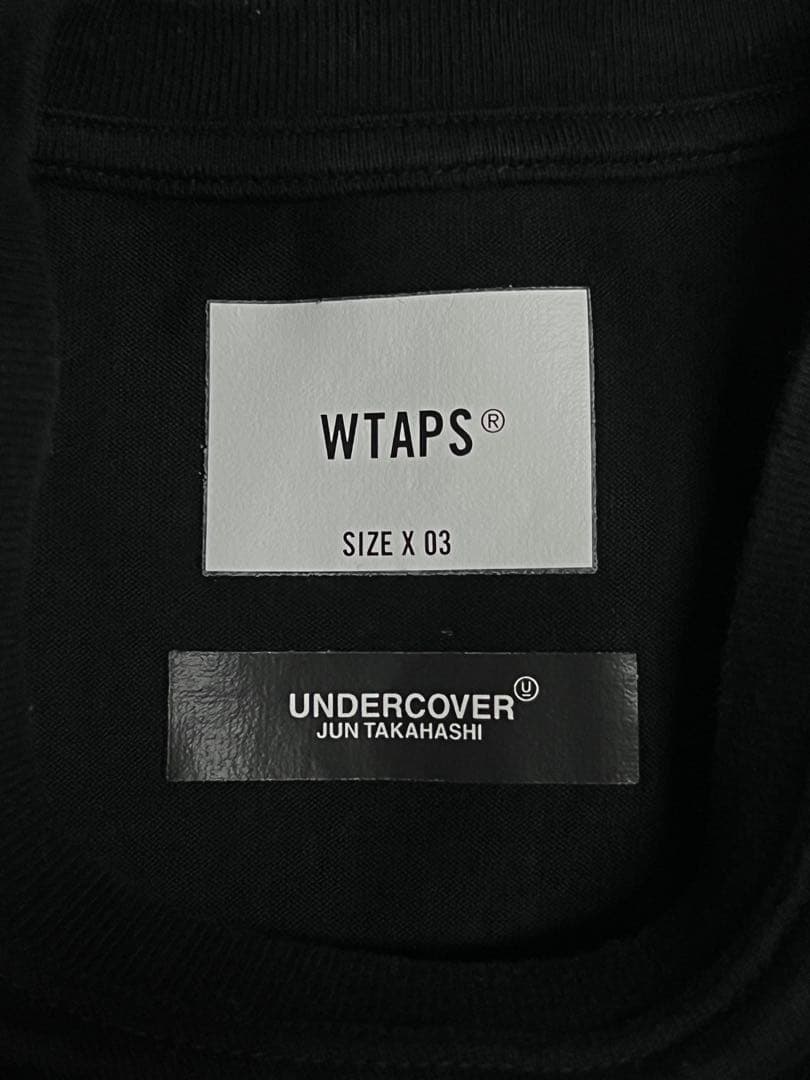 WTAPS®
SIZE X 03
UNDERCOVER Ⓤ
JUN TAKAHASHI